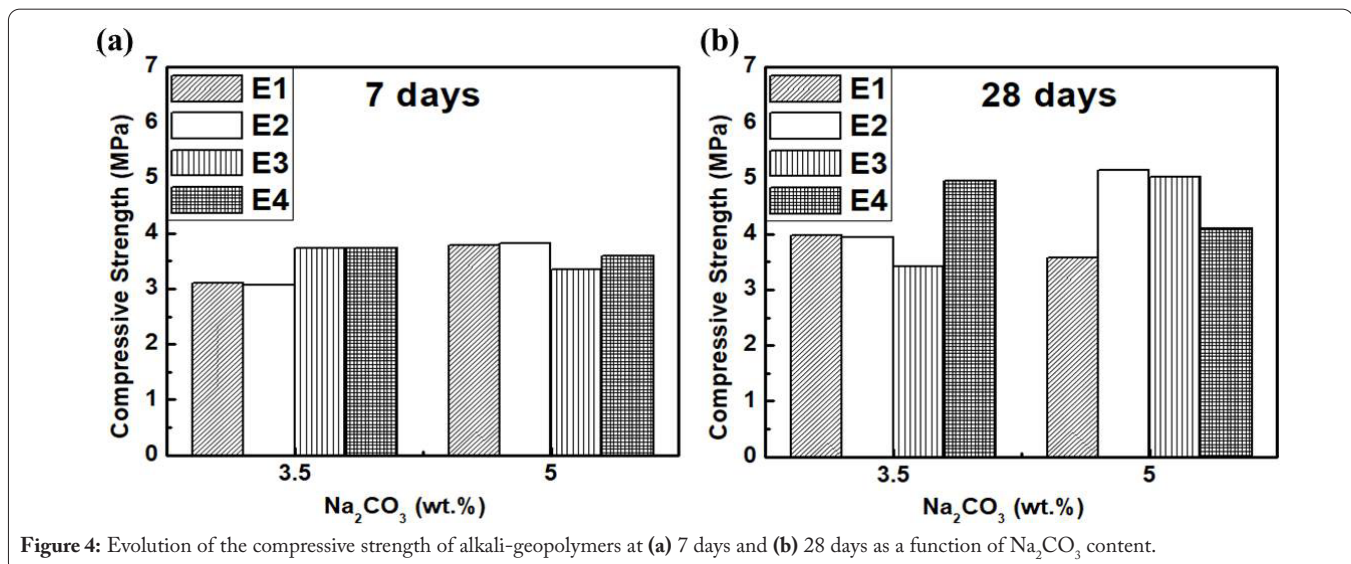 (a)
7
6
5
4
3
2
1
0
Compressive Strength (MPa)
E1
E2
E3
E4
7 days
3.5
5
Na₂CO₃ (wt.%)
(b)
7
6
5
4
3
2
1
0
Compressive Strength (MPa)
E1
E2
E3
E4
28 days
3.5
5
Na₂CO₃ (wt.%)
Figure 4: Evolution of the compressive strength of alkali-geopolymers at (a) 7 days and (b) 28 days as a function of Na₂CO₃ content.